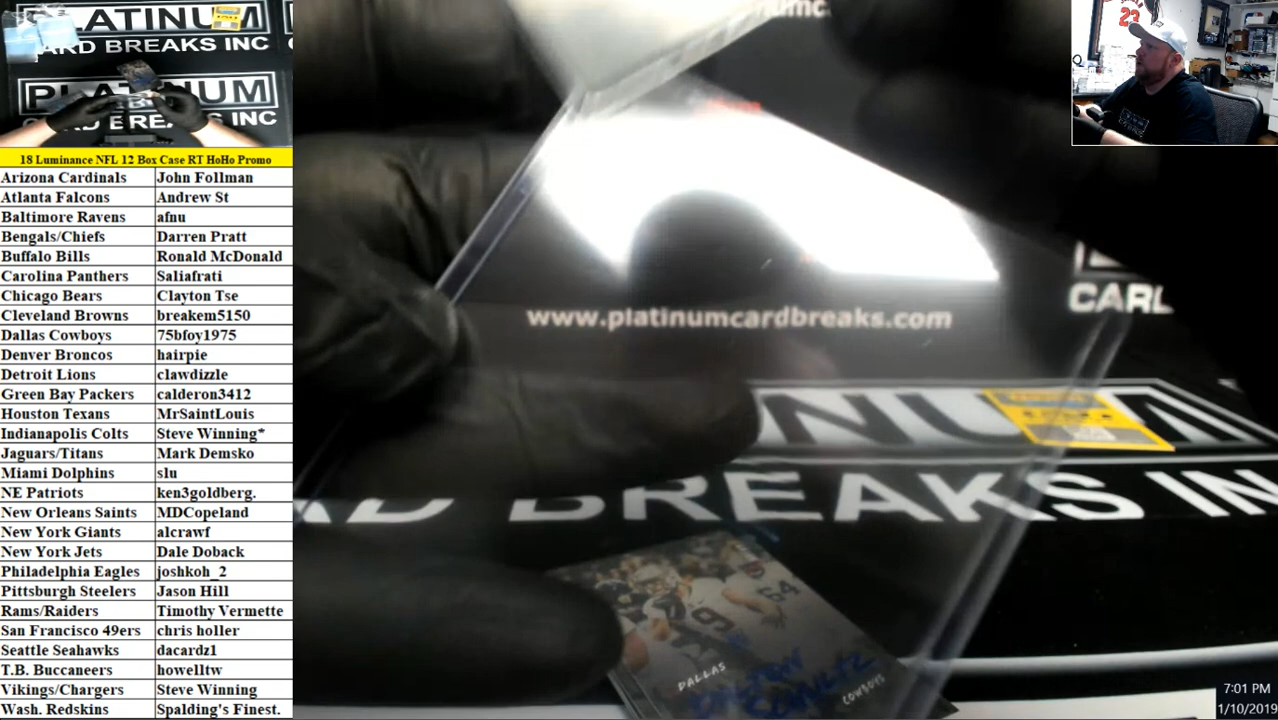 PLATINUM
CARD BREAKS INC
PLATINUM
CARD BREAKS INC
23
18 Luminance NFL 12 Box Case RT HoHo Promo
Arizona Cardinals John Follman
Atlanta Falcons Andrew St
Baltimore Ravens afnu
Bengals/Chiefs Darren Pratt
Buffalo Bills Ronald McDonald
Carolina Panthers Saliafrati
Chicago Bears Clayton Tse
Cleveland Browns breakem5150
Dallas Cowboys 75bfoy1975
Denver Broncos hairpie
Detroit Lions clawdizzle
Green Bay Packers calderon3412
Houston Texans MrSaintLouis
Indianapolis Colts Steve Winning*
Jaguars/Titans Mark Demsko
Miami Dolphins slu
NE Patriots ken3goldberg.
New Orleans Saints MDCopeland
New York Giants alcrawf
New York Jets Dale Doback
Philadelphia Eagles joshkoh_2
Pittsburgh Steelers Jason Hill
Rams/Raiders Timothy Vermette
San Francisco 49ers chris holler
Seattle Seahawks dacardz1
T.B. Buccaneers howelltw
Vikings/Chargers Steve Winning
Wash. Redskins Spalding's Finest.
www.platinumcardbreaks.com
CARD
NUM
RD BREAKS IN
64
9
DALLAS
COWBOYS
7:01 PM
1/10/2019